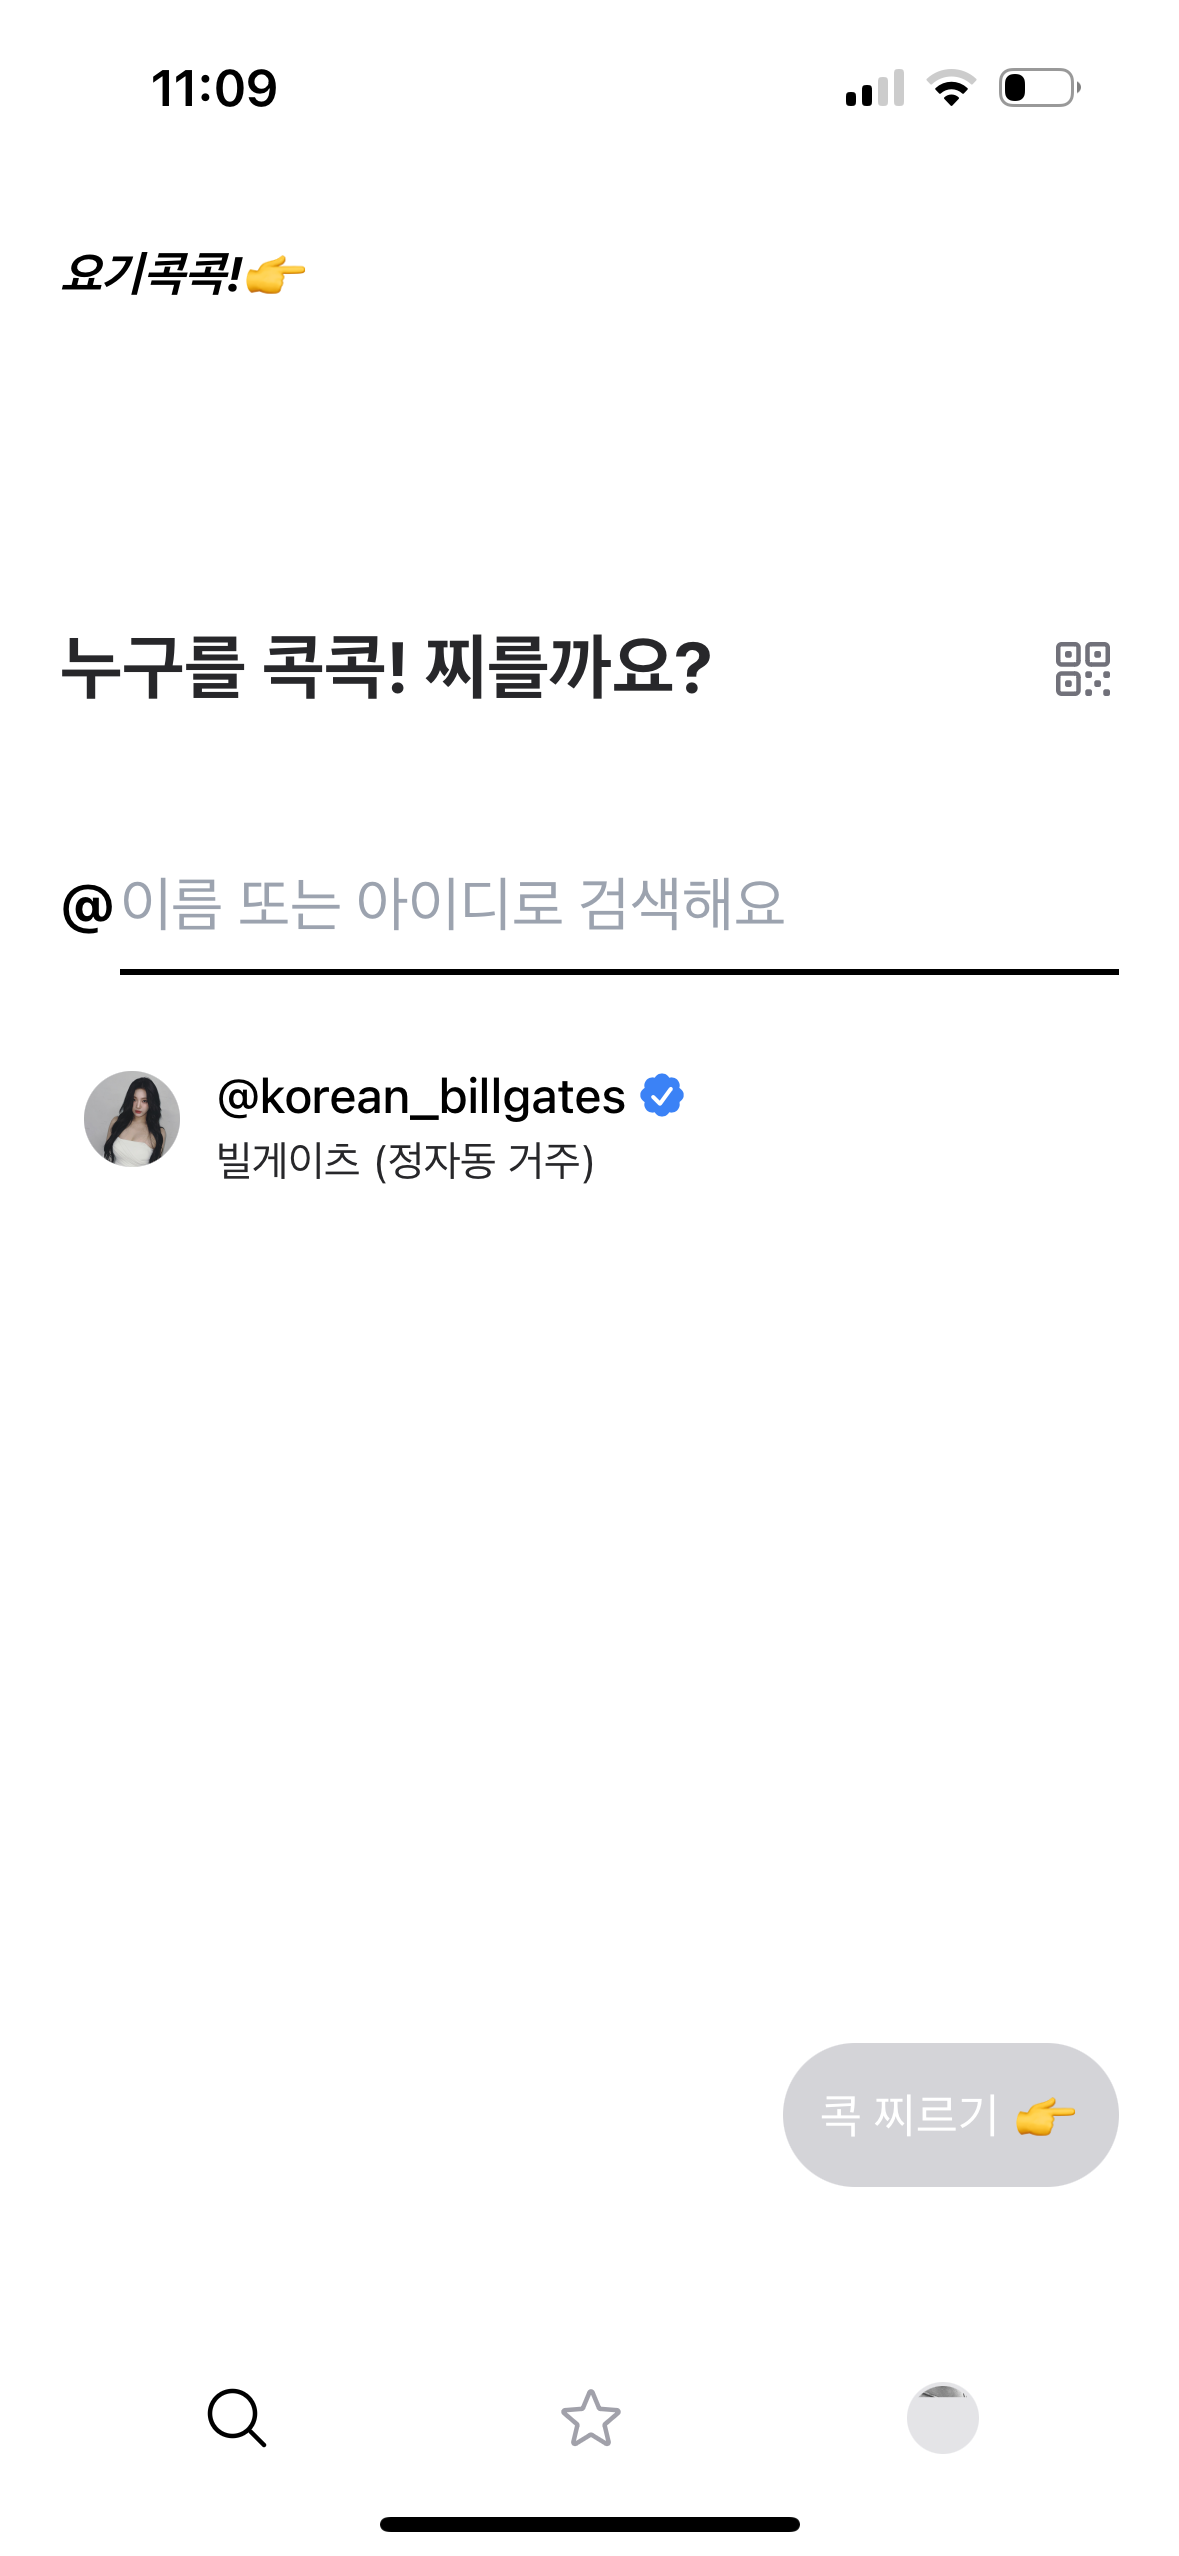 11:09
요기콕콕!👉
누구를 콕콕! 찌를까요?
@이름 또는 아이디로 검색해요
@korean_billgates
빌게이츠 (정자동 거주)
콕 찌르기 👉